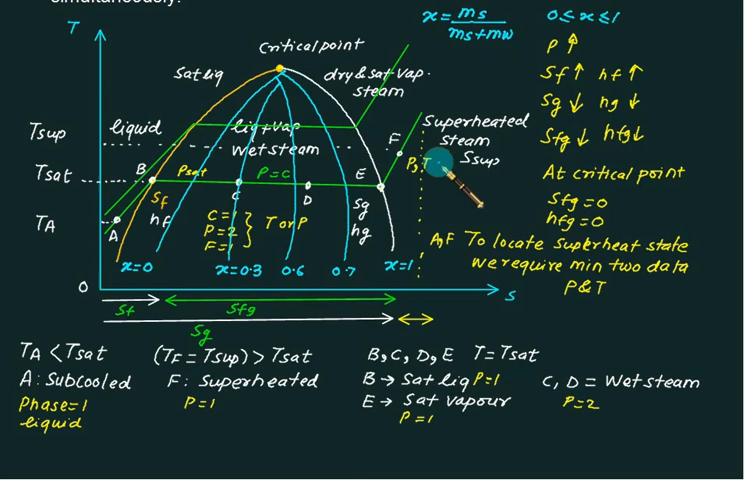 simultaneously.
T
Critical point
x = ms / ms+mw
0 ≤ x ≤ 1
P ↑
Sf ↑ hf ↑
Sg ↓ hg ↓
Sfg ↓ hfg ↓
At critical point
Sfg = 0
hfg = 0
Sat liq
dry & sat vap.
steam
Tsup
liquid
liq+vap
wet steam
Superheated
steam
Ssup
F
P,T
Tsat
B
Psat
P=C
E
C
D
Sf
hf
Sg
hg
C=1
P=2
F=1
} T or P
TA
A
x=0
x=0.3
0.6
0.7
x=1
A,F To locate superheat state
we require min two data
P & T
0
S
Sf
Sfg
Sg
TA < Tsat
A: Subcooled
Phase=1
liquid
(TF = Tsup) > Tsat
F: Superheated
P=1
B, C, D, E T=Tsat
B → Sat liq P=1
E → Sat vapour
P=1
C, D = Wet steam
P=2